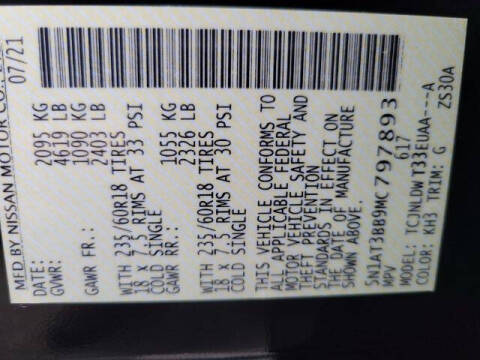 MFD.BY NISSAN MOTOR CO.
DATE: 07/21
GVWR: 2095 KG
4619 LB
GAWR FR.: 1090 KG
2403 LB
WITH 235/60R18 TIRES
18 X 7.5 RIMS AT 33 PSI
COLD SINGLE
GAWR RR.: 1055 KG
2326 LB
WITH 235/60R18 TIRES
18 X 7.5 RIMS AT 30 PSI
COLD SINGLE
THIS VEHICLE CONFORMS TO
ALL APPLICABLE FEDERAL
MOTOR VEHICLE SAFETY AND
THEFT PREVENTION
STANDARDS IN EFFECT ON
THE DATE OF MANUFACTURE
SHOWN ABOVE.
5N1AT3BB9MC797893
MPV 617
MODEL: TCJNLDWT33EUAA---A
COLOR: KH3 TRIM: G ZS30A